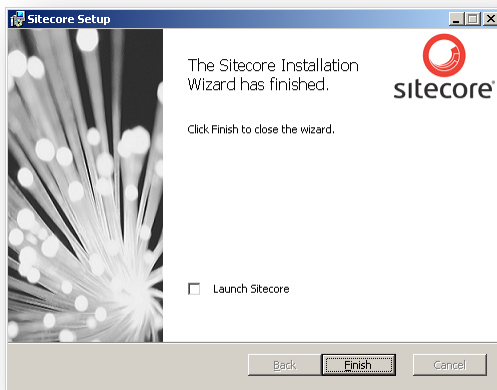 Sitecore Setup
The Sitecore Installation
Wizard has finished.
sitecore
Click Finish to close the wizard.
Launch Sitecore
Back
Finish
Cancel